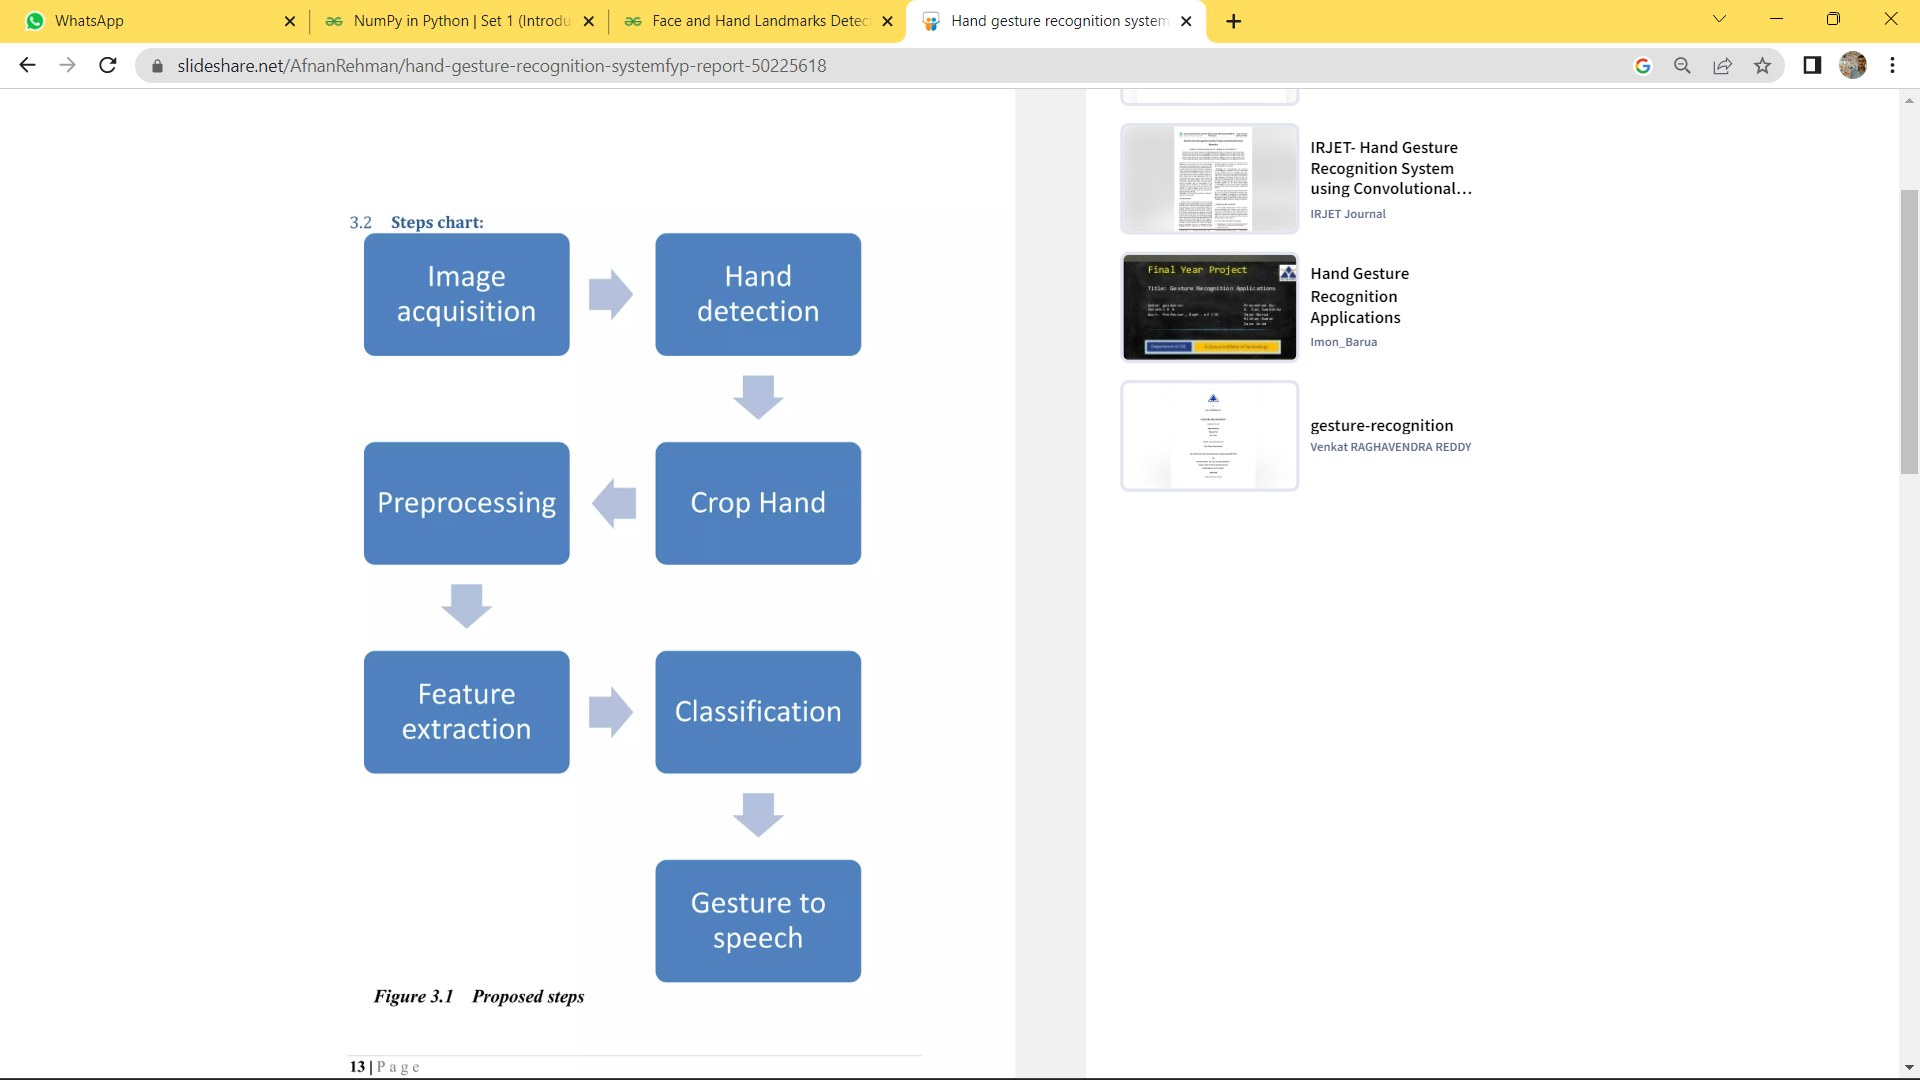 WhatsApp
NumPy in Python | Set 1 (Introdu
Face and Hand Landmarks Detec
Hand gesture recognition system
slideshare.net/AfnanRehman/hand-gesture-recognition-systemfyp-report-50225618
3.2 Steps chart:
Image
acquisition
Hand
detection
Crop Hand
Preprocessing
Feature
extraction
Classification
Gesture to
speech
Figure 3.1 Proposed steps
13 | Page
IRJET- Hand Gesture
Recognition System
using Convolutional...
IRJET Journal
Final Year Project
Title: Gesture Recognition Applications
Hand Gesture
Recognition
Applications
Imon_Barua
gesture-recognition
Venkat RAGHAVENDRA REDDY